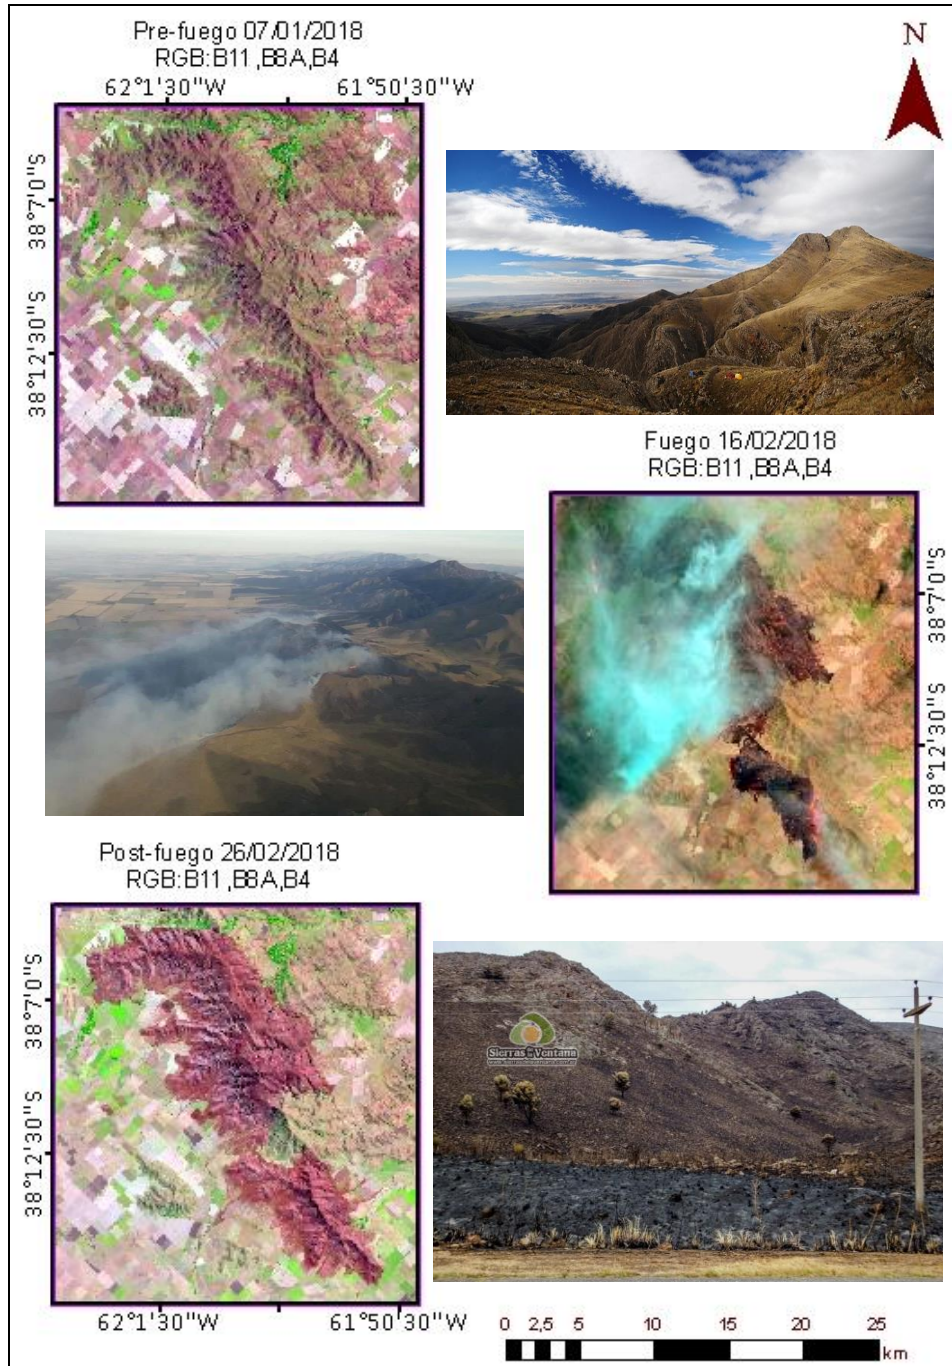 Pre-fuego 07/01/2018
RGB:B11 ,B8A,B4
62°1'30"W 61°50'30"W
N
38°7'0"S
38°12'30"S
Fuego 16/02/2018
RGB:B11 ,B8A,B4
38°7'0"S
38°12'30"S
Post-fuego 26/02/2018
RGB:B11 ,B8A,B4
38°7'0"S
38°12'30"S
Sierras de la Ventana
62°1'30"W 61°50'30"W
0 2,5 5 10 15 20 25
km